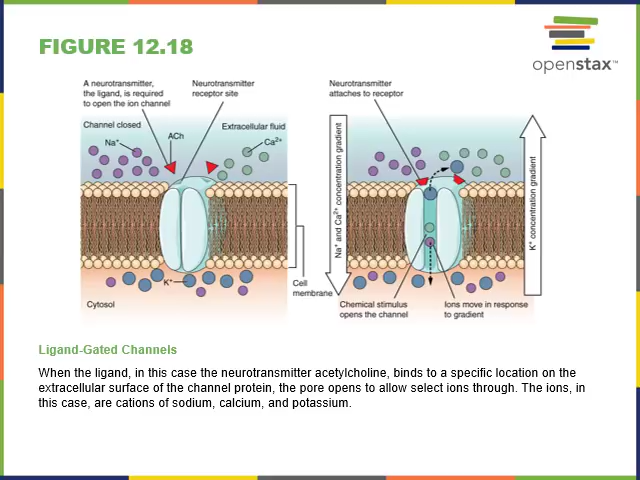 FIGURE 12.18
openstax™
A neurotransmitter,
the ligand, is required
to open the ion channel
Neurotransmitter
receptor site
Neurotransmitter
attaches to receptor
Channel closed
Na⁺
ACh
Extracellular fluid
Ca²⁺
K⁺
Cytosol
Cell
membrane
Na⁺ and Ca²⁺ concentration gradient
K⁺ concentration gradient
Chemical stimulus
opens the channel
Ions move in response
to gradient
Ligand-Gated Channels
When the ligand, in this case the neurotransmitter acetylcholine, binds to a specific location on the
extracellular surface of the channel protein, the pore opens to allow select ions through. The ions, in
this case, are cations of sodium, calcium, and potassium.